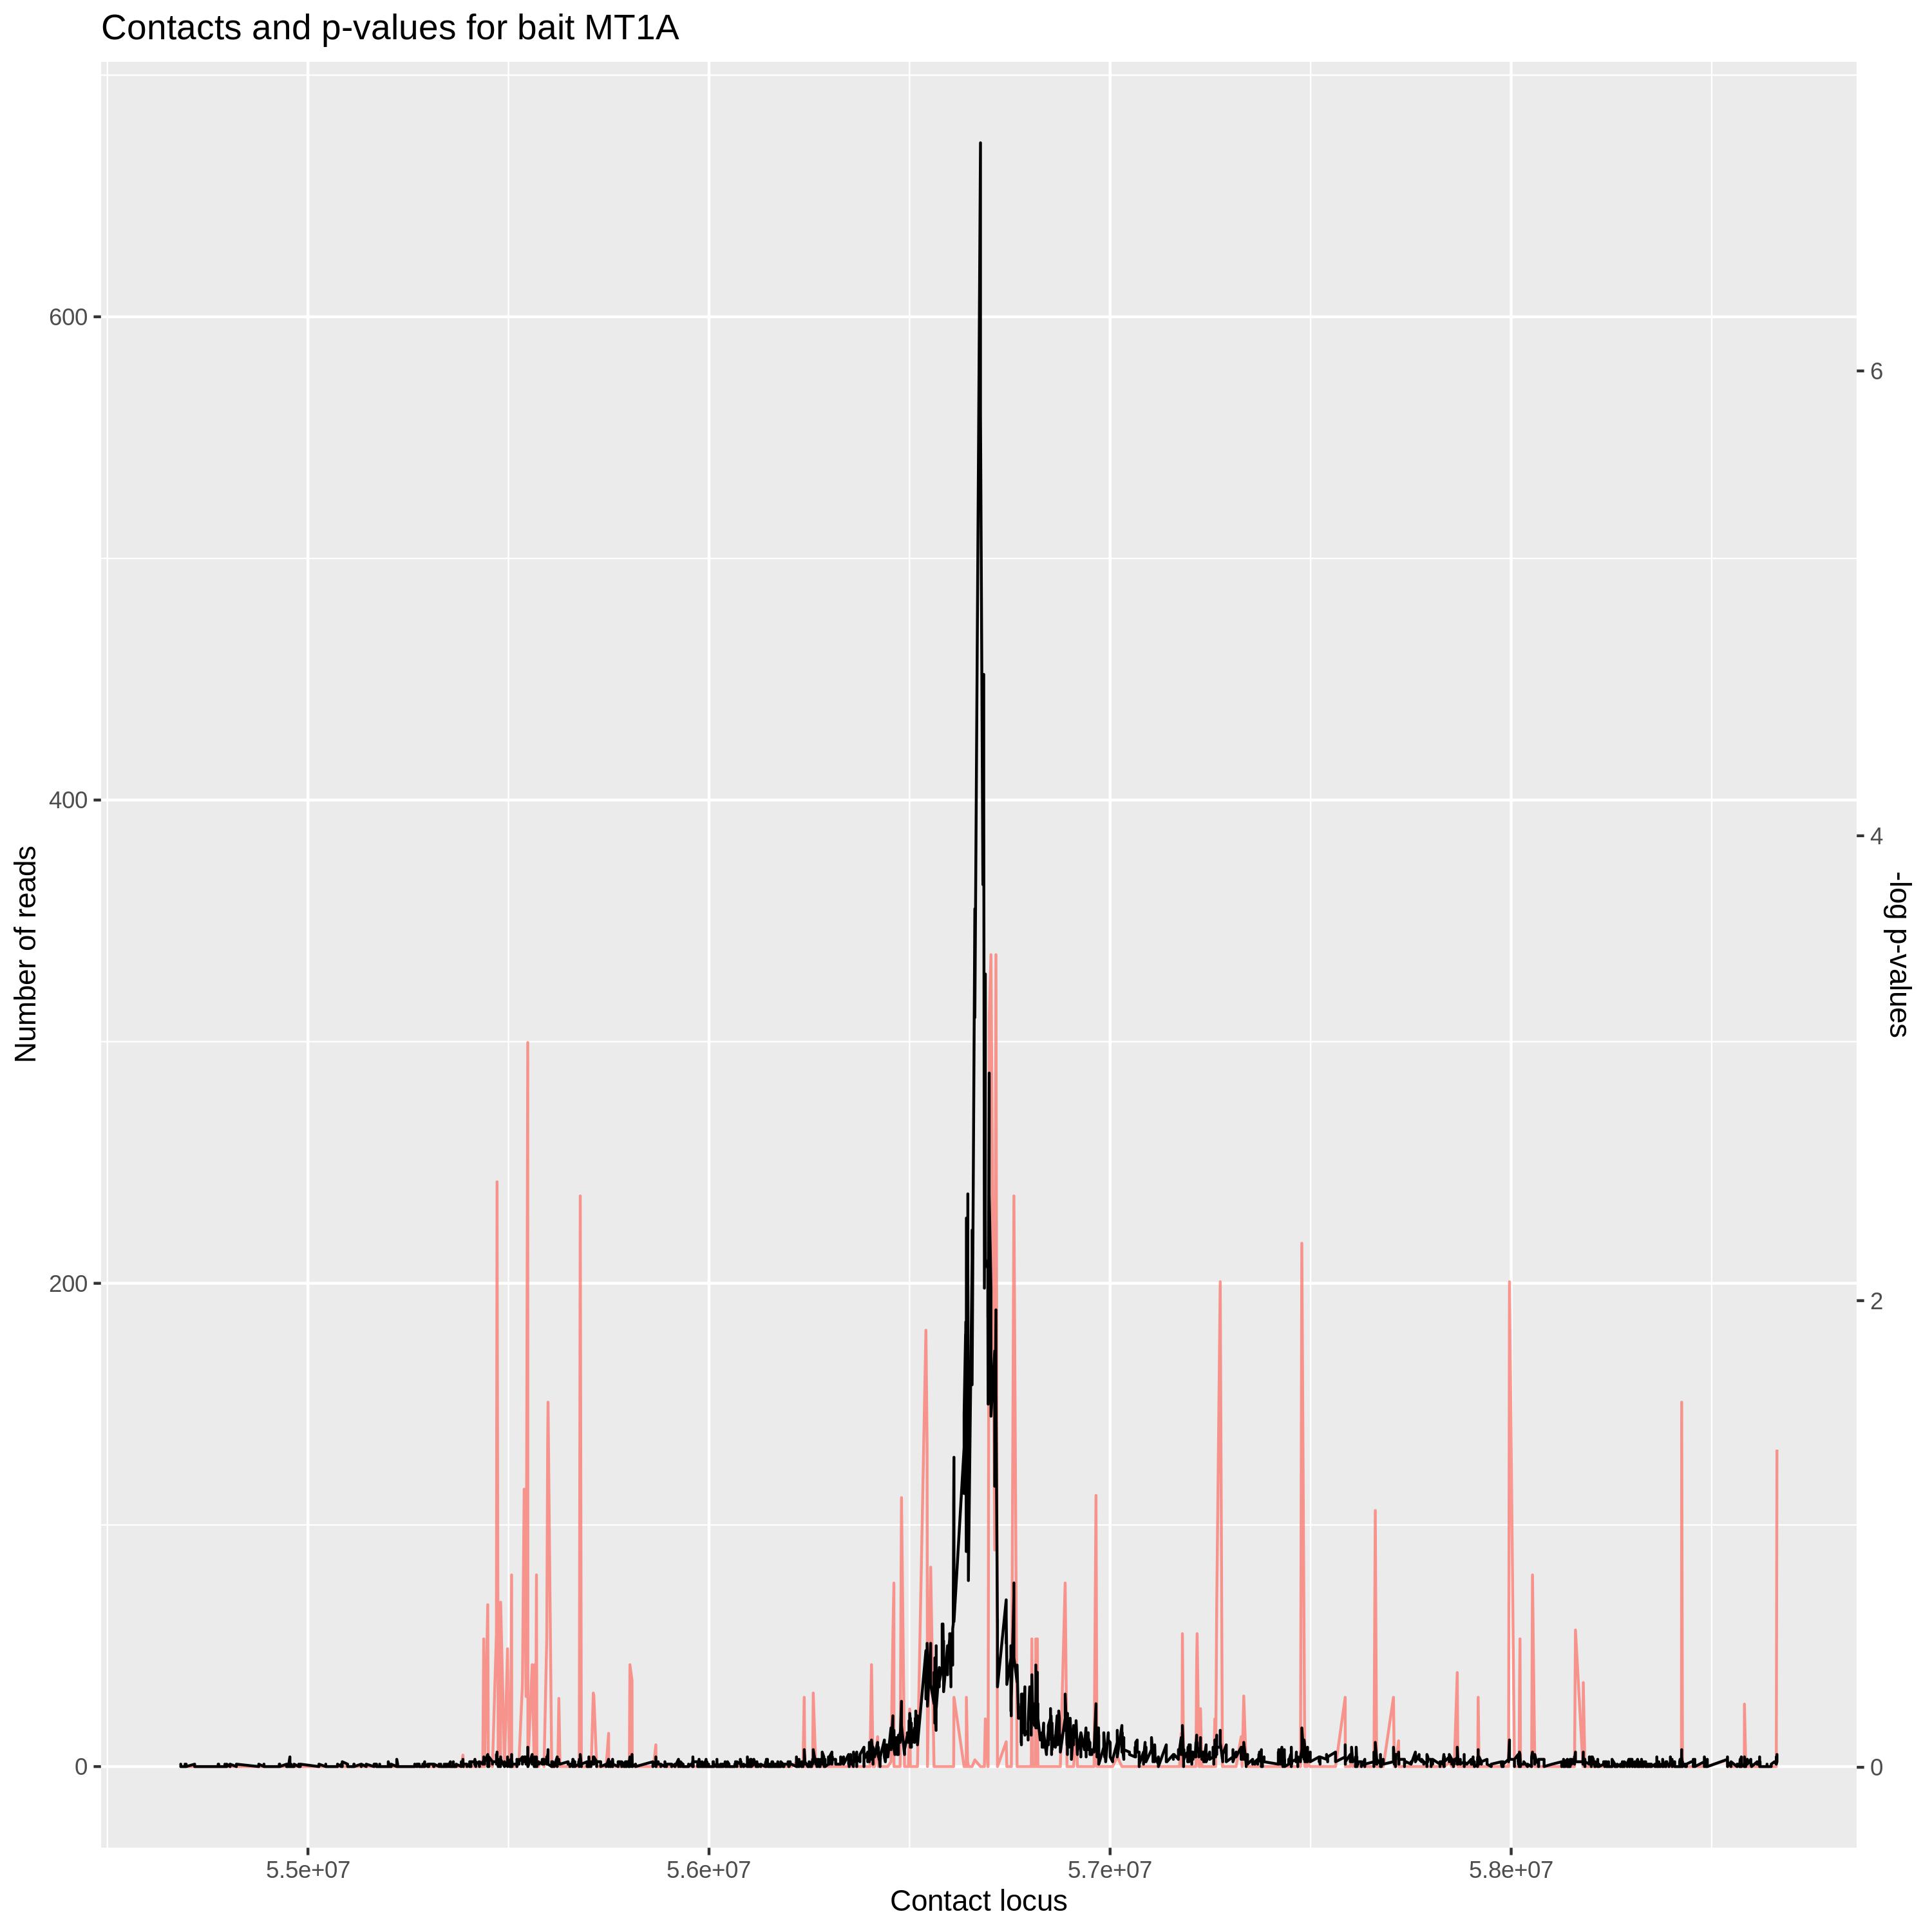 Contacts and p-values for bait MT1A
Number of reads
600
400
200
0
6
4
2
0
-log p-values
5.5e+07 5.6e+07 5.7e+07 5.8e+07
Contact locus